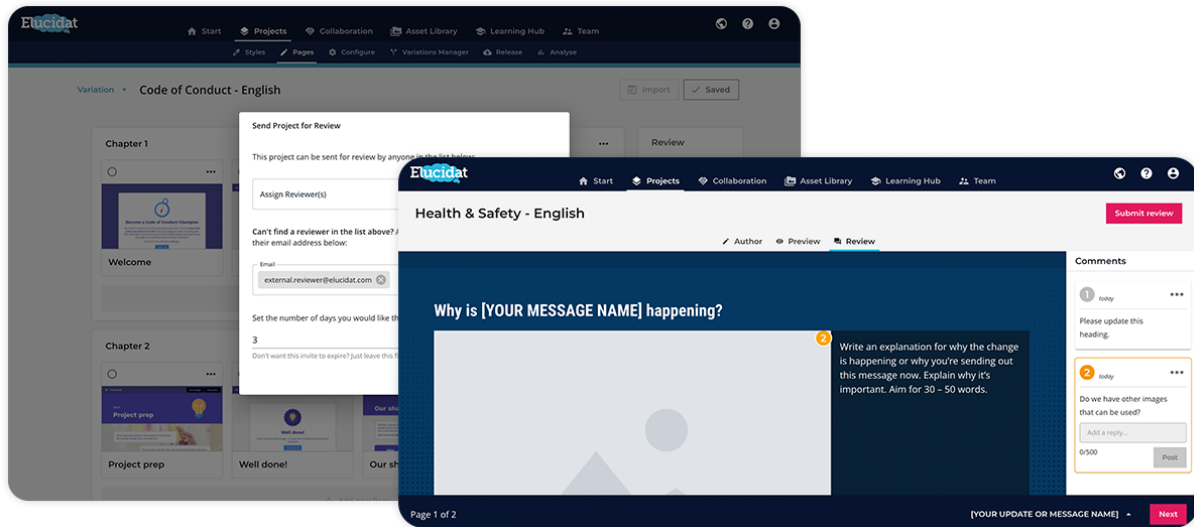 Elucidat
Start
Projects
Collaboration
Asset Library
Learning Hub
Team
Styles
Pages
Configure
Variations Manager
Release
Analyse
Variation
Code of Conduct - English
Import
Saved
Chapter 1
Review
Become a Code of Conduct Champion
Welcome
Chapter 2
Project prep
Project prep
Well done!
Well done!
Our sh
Our sh
Send Project for Review
This project can be sent for review by anyone in the list below:
Assign Reviewer(s)
Can't find a reviewer in the list above?
their email address below:
Email
external.reviewer@elucidat.com
Set the number of days you would like th
3
Don't want this invite to expire? Just leave this fi
Elucidat
Start
Projects
Collaboration
Asset Library
Learning Hub
Team
Health & Safety - English
Submit review
Author
Preview
Review
Why is [YOUR MESSAGE NAME] happening?
2
Write an explanation for why the change
is happening or why you're sending out
this message now. Explain why it's
important. Aim for 30 – 50 words.
Comments
1
today
Please update this
heading.
2
today
Do we have other images
that can be used?
Add a reply...
0/500
Post
Page 1 of 2
[YOUR UPDATE OR MESSAGE NAME]
Next